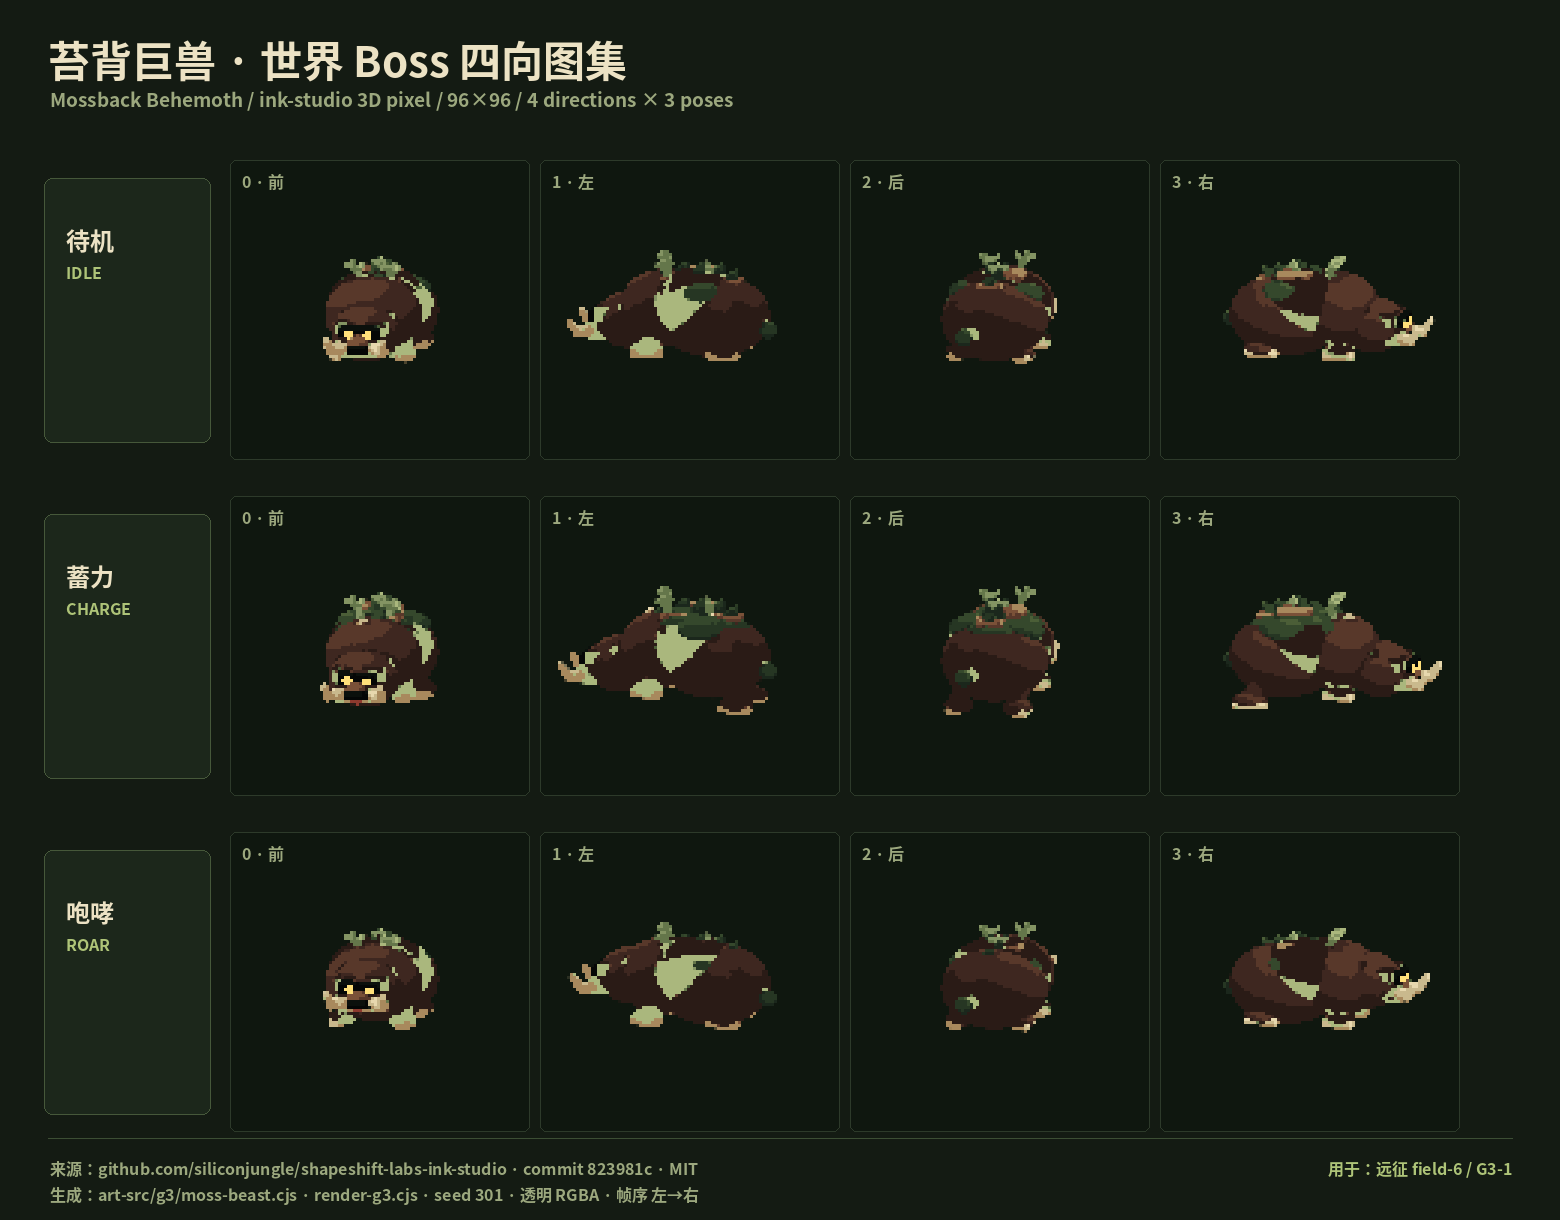 苔背巨兽 · 世界 Boss 四向图集
Mossback Behemoth / ink-studio 3D pixel / 96×96 / 4 directions × 3 poses
待机
IDLE
0 · 前
1 · 左
2 · 后
3 · 右
蓄力
CHARGE
0 · 前
1 · 左
2 · 后
3 · 右
咆哮
ROAR
0 · 前
1 · 左
2 · 后
3 · 右
来源：github.com/siliconjungle/shapeshift-labs-ink-studio · commit 823981c · MIT
用于：远征 field-6 / G3-1
生成：art-src/g3/moss-beast.cjs · render-g3.cjs · seed 301 · 透明 RGBA · 帧序 左→右